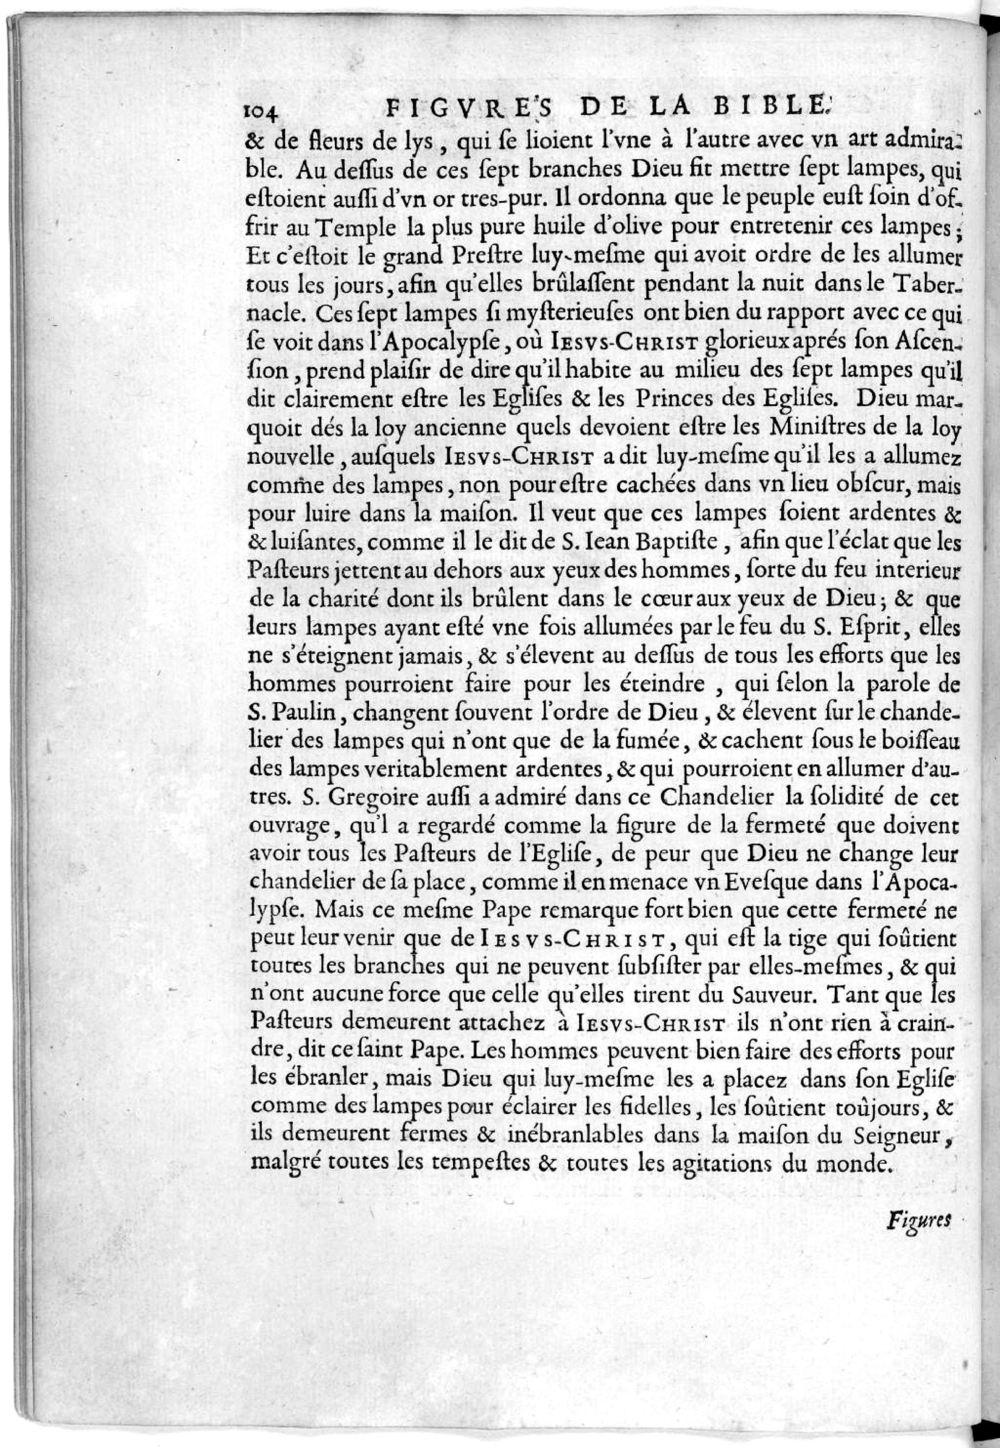 104 FIGVRES DE LA BIBLE.
& de fleurs de lys, qui ſe lioient l'vne à l'autre avec vn art admira-
ble. Au deſſus de ces ſept branches Dieu fit mettre ſept lampes, qui
eſtoient auſſi d'vn or tres-pur. Il ordonna que le peuple euſt ſoin d'of-
frir au Temple la plus pure huile d'olive pour entretenir ces lampes;
Et c'eſtoit le grand Preſtre luy-meſme qui avoit ordre de les allumer
tous les jours, afin qu'elles brûlaſſent pendant la nuit dans le Taber-
nacle. Ces ſept lampes ſi myſterieuſes ont bien du rapport avec ce qui
ſe voit dans l'Apocalypſe, où IESVS-CHRIST glorieux aprés ſon Aſcen-
ſion, prend plaiſir de dire qu'il habite au milieu des ſept lampes qu'il
dit clairement eſtre les Egliſes & les Princes des Egliſes. Dieu mar-
quoit dés la loy ancienne quels devoient eſtre les Miniſtres de la loy
nouvelle, auſquels IESVS-CHRIST a dit luy-meſme qu'il les a allumez
comme des lampes, non pour eſtre cachées dans vn lieu obſcur, mais
pour luire dans la maiſon. Il veut que ces lampes ſoient ardentes &
& luiſantes, comme il le dit de S. Iean Baptiſte, afin que l'éclat que les
Paſteurs jettent au dehors aux yeux des hommes, ſorte du feu interieur
de la charité dont ils brûlent dans le cœur aux yeux de Dieu; & que
leurs lampes ayant eſté vne fois allumées par le feu du S. Eſprit, elles
ne s'éteignent jamais, & s'élevent au deſſus de tous les efforts que les
hommes pourroient faire pour les éteindre, qui ſelon la parole de
S. Paulin, changent ſouvent l'ordre de Dieu, & élevent ſur le chande-
lier des lampes qui n'ont que de la fumée, & cachent ſous le boiſſeau
des lampes veritablement ardentes, & qui pourroient en allumer d'au-
tres. S. Gregoire auſſi a admiré dans ce Chandelier la ſolidité de cet
ouvrage, qu'l a regardé comme la figure de la fermeté que doivent
avoir tous les Paſteurs de l'Egliſe, de peur que Dieu ne change leur
chandelier de ſa place, comme il en menace vn Eveſque dans l'Apoca-
lypſe. Mais ce meſme Pape remarque fort bien que cette fermeté ne
peut leur venir que de IESVS-CHRIST, qui eſt la tige qui ſoûtient
toutes les branches qui ne peuvent ſubſiſter par elles-meſmes, & qui
n'ont aucune force que celle qu'elles tirent du Sauveur. Tant que les
Paſteurs demeurent attachez à IESVS-CHRIST ils n'ont rien à crain-
dre, dit ce ſaint Pape. Les hommes peuvent bien faire des efforts pour
les ébranler, mais Dieu qui luy-meſme les a placez dans ſon Egliſe
comme des lampes pour éclairer les fidelles, les ſoûtient toûjours, &
ils demeurent fermes & inébranlables dans la maiſon du Seigneur,
malgré toutes les tempeſtes & toutes les agitations du monde.
Figures